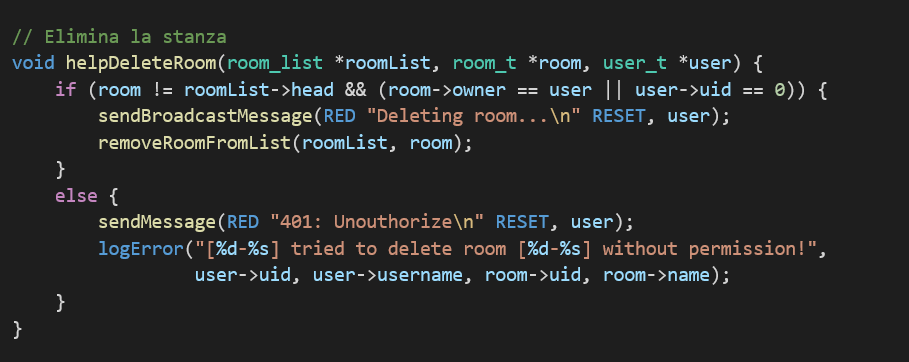 // Elimina la stanza
void helpDeleteRoom(room_list *roomList, room_t *room, user_t *user) {
    if (room != roomList->head && (room->owner == user || user->uid == 0)) {
        sendBroadcastMessage(RED "Deleting room...\n" RESET, user);
        removeRoomFromList(roomList, room);
    }
    else {
        sendMessage(RED "401: Unouthorize\n" RESET, user);
        logError("[%d-%s] tried to delete room [%d-%s] without permission!",
                 user->uid, user->username, room->uid, room->name);
    }
}